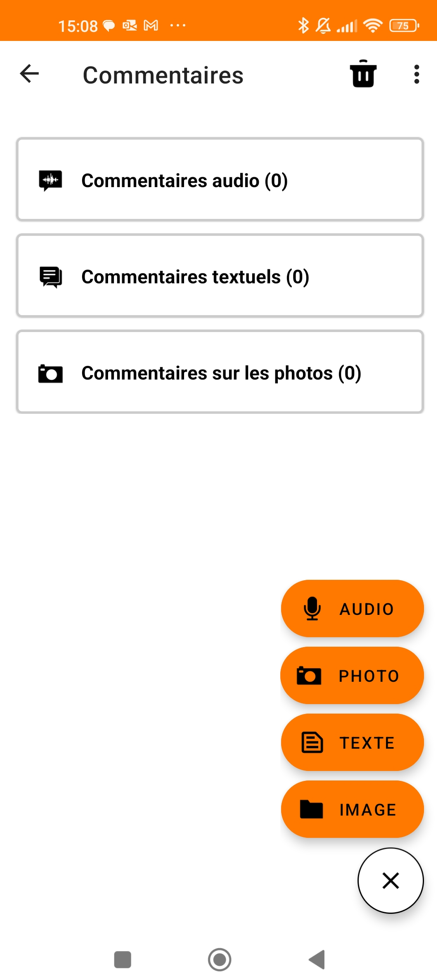 15:08
75
Commentaires
Commentaires audio (0)
Commentaires textuels (0)
Commentaires sur les photos (0)
AUDIO
PHOTO
TEXTE
IMAGE